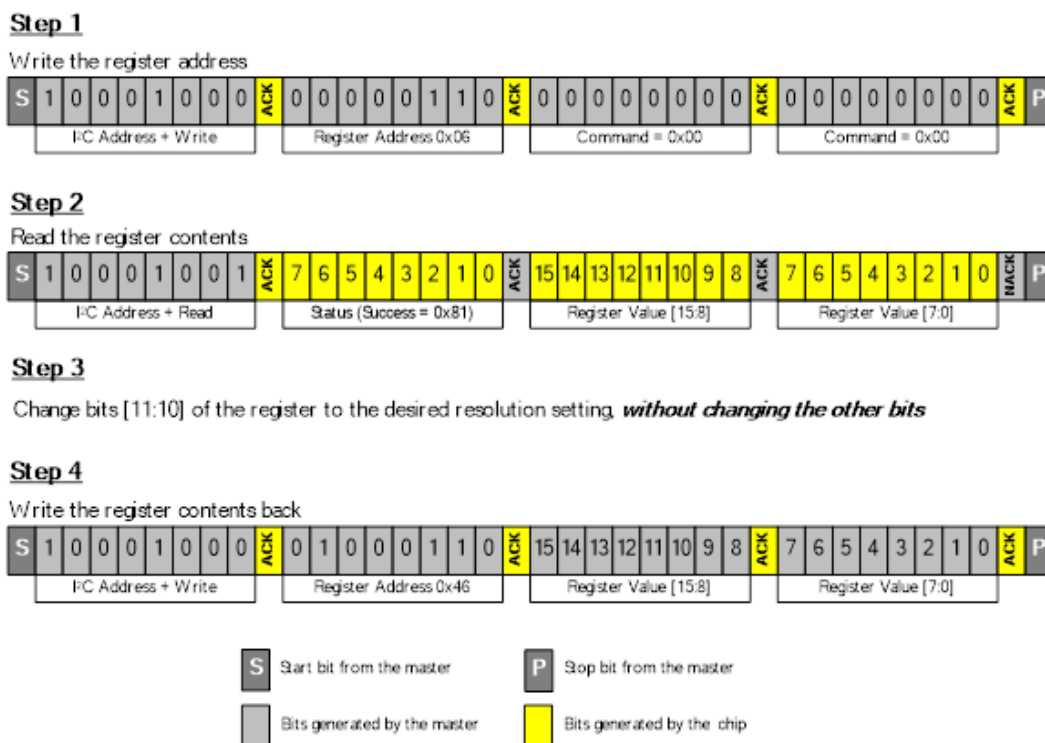 Step 1
Write the register address
S 1 0 0 0 1 0 0 0 ACK 0 0 0 0 0 1 1 0 ACK 0 0 0 0 0 0 0 0 ACK 0 0 0 0 0 0 0 0 ACK P
I²C Address + Write Register Address 0x06 Command = 0x00 Command = 0x00
Step 2
Read the register contents
S 1 0 0 0 1 0 0 1 ACK 7 6 5 4 3 2 1 0 ACK 15 14 13 12 11 10 9 8 ACK 7 6 5 4 3 2 1 0 NACK P
I²C Address + Read Status (Success = 0x81) Register Value [15:8] Register Value [7:0]
Step 3
Change bits [11:10] of the register to the desired resolution setting, without changing the other bits
Step 4
Write the register contents back
S 1 0 0 0 1 0 0 0 ACK 0 1 0 0 0 1 1 0 ACK 15 14 13 12 11 10 9 8 ACK 7 6 5 4 3 2 1 0 ACK P
I²C Address + Write Register Address 0x46 Register Value [15:8] Register Value [7:0]
S Start bit from the master P Stop bit from the master
Bits generated by the master Bits generated by the chip